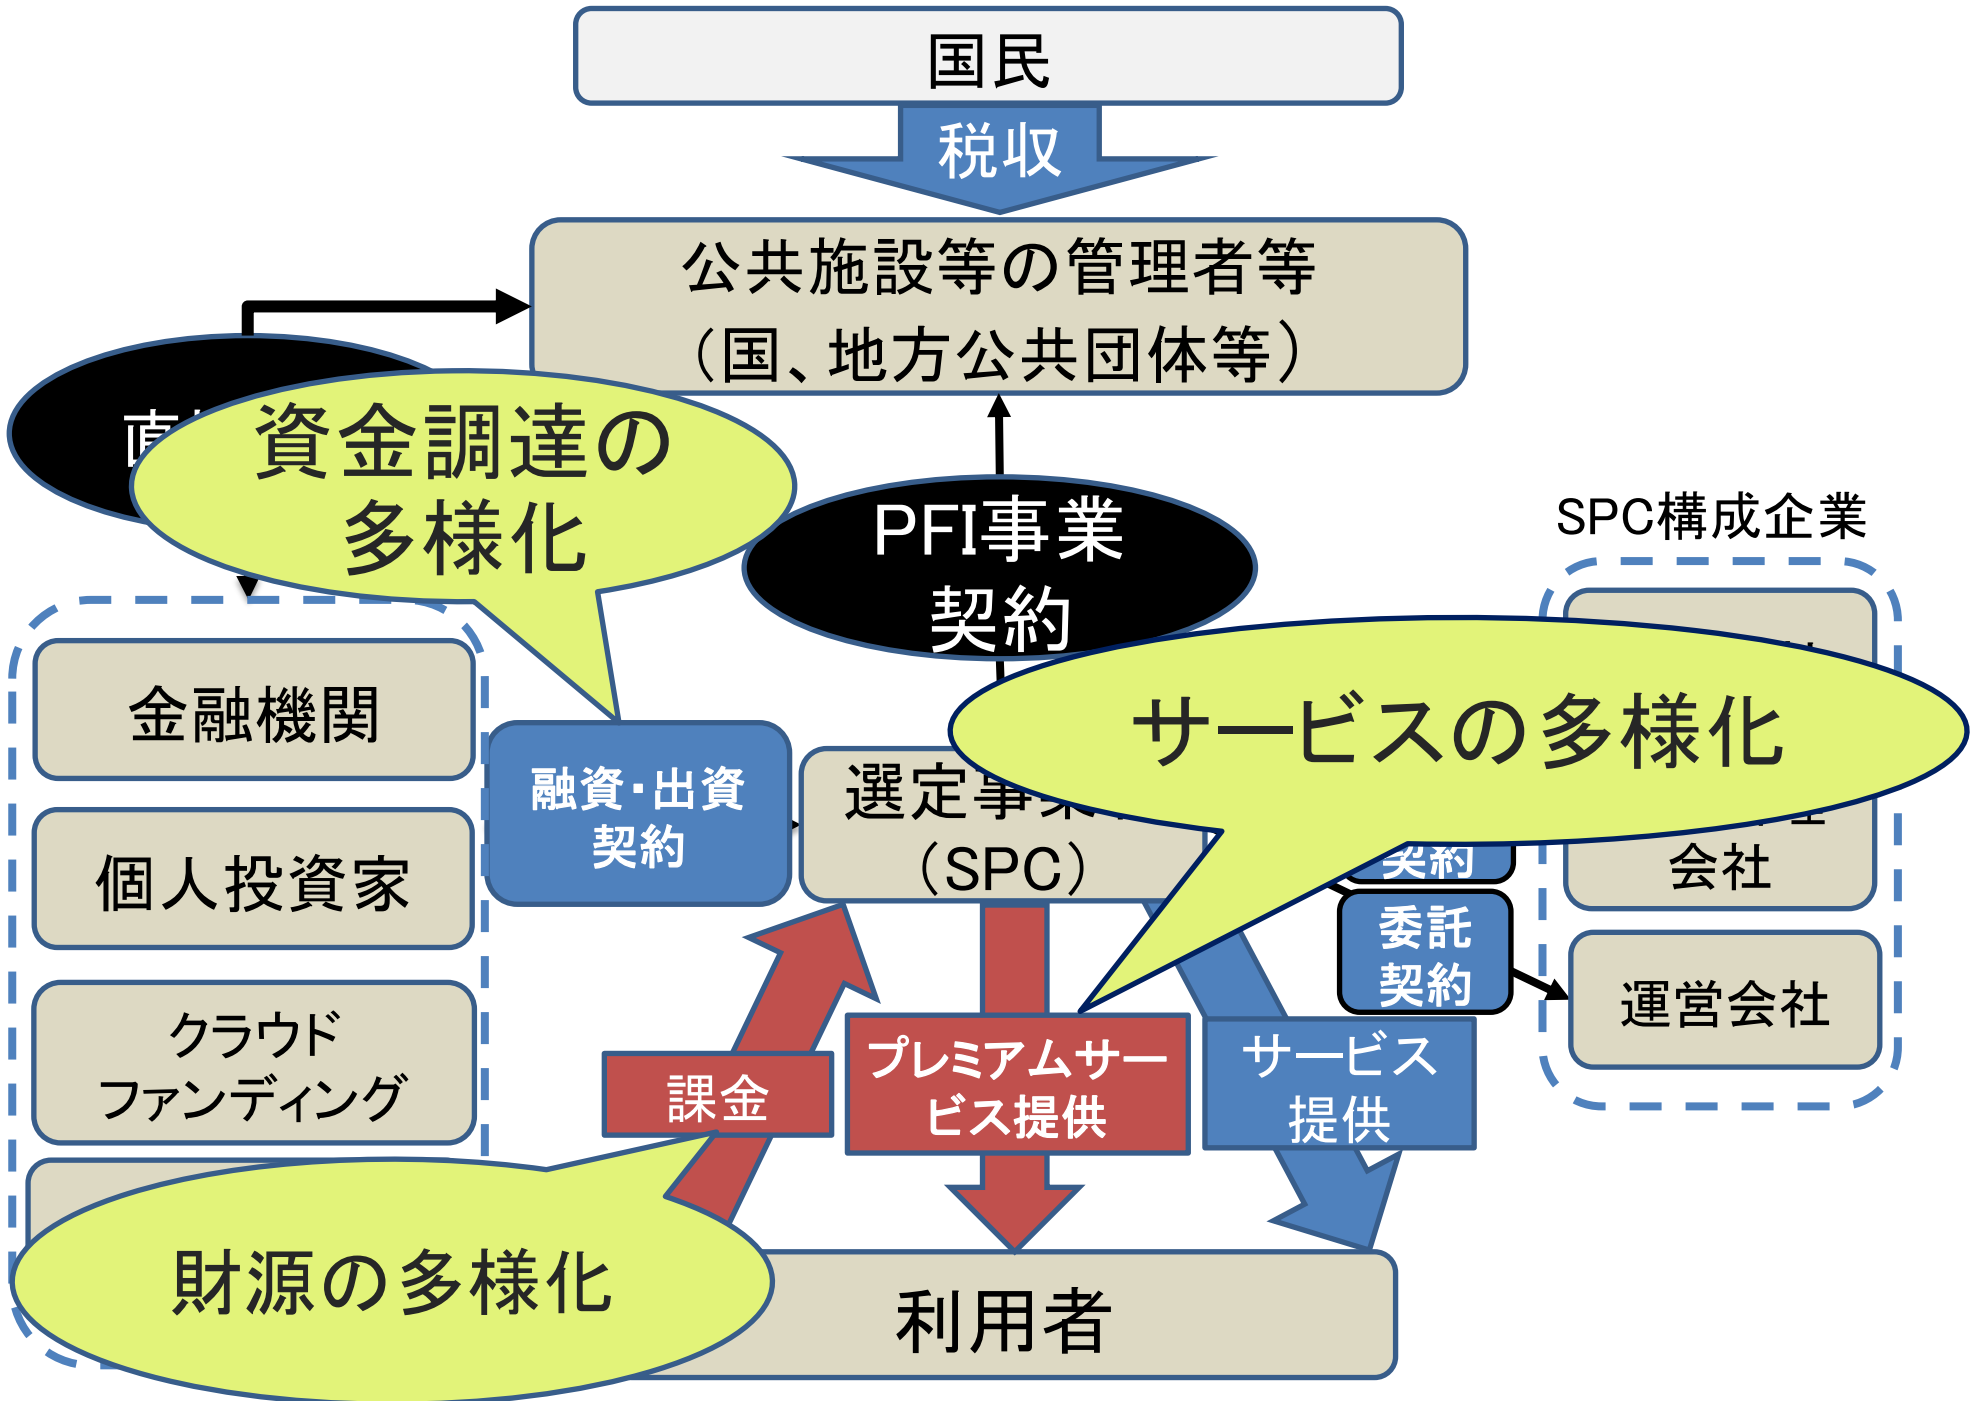 国民
税収
公共施設等の管理者等
（国、地方公共団体等）
資金調達の
多様化
PFI事業
契約
SPC構成企業
サービスの多様化
金融機関
融資・出資
契約
選定事業
（SPC）
会社
個人投資家
契約
委託
契約
運営会社
クラウド
ファンディング
課金
プレミアムサー
ビス提供
サービス
提供
財源の多様化
利用者